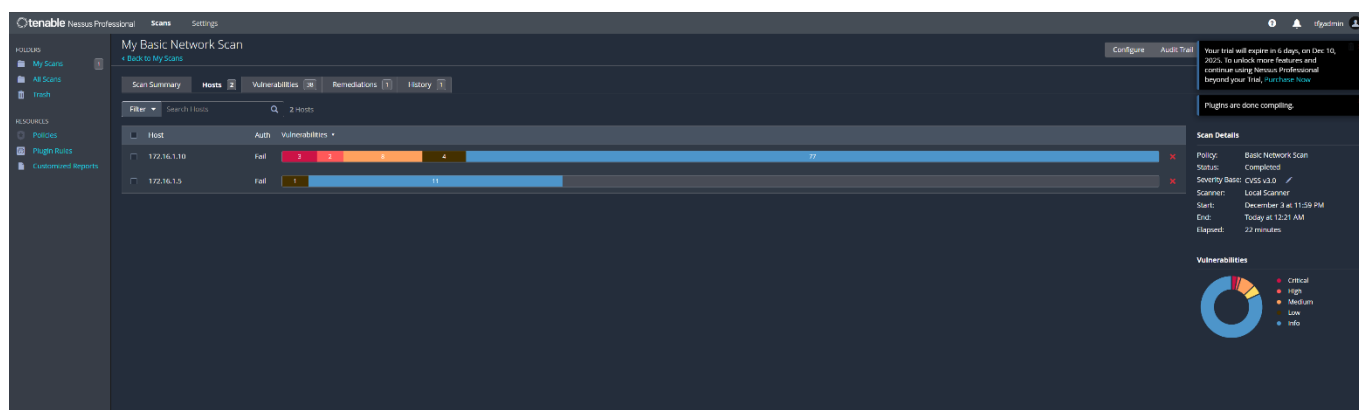 tenable Nessus Professional Scans Settings tfgadmin
FOLDERS
My Scans 1
All Scans
Trash
RESOURCES
Policies
Plugin Rules
Customized Reports
My Basic Network Scan
+ Back to My Scans
Configure Audit Trail
Scan Summary Hosts 2 Vulnerabilities 38 Remediations 1 History 1
Filter Search Hosts 2 Hosts
Host Auth Vulnerabilities
172.16.1.10 Fail 3 2 8 4 77
172.16.1.5 Fail 1 11
Your trial will expire in 6 days, on Dec 10,
2025. To unlock more features and
continue using Nessus Professional
beyond your Trial, Purchase Now
Plugins are done compiling.
Scan Details
Policy: Basic Network Scan
Status: Completed
Severity Base: CVSS v3.0
Scanner: Local Scanner
Start: December 3 at 11:59 PM
End: Today at 12:21 AM
Elapsed: 22 minutes
Vulnerabilities
Critical
High
Medium
Low
Info